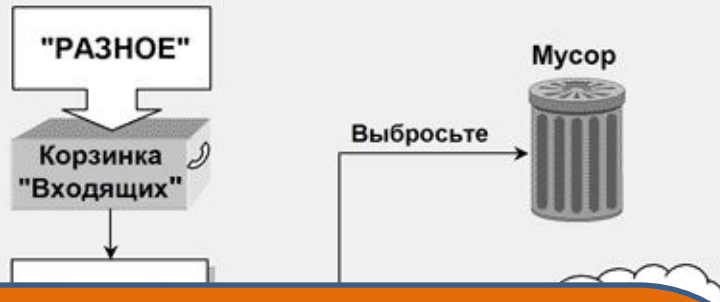 "РАЗНОЕ"
Мусор
Выбросьте
Корзинка
"Входящих"